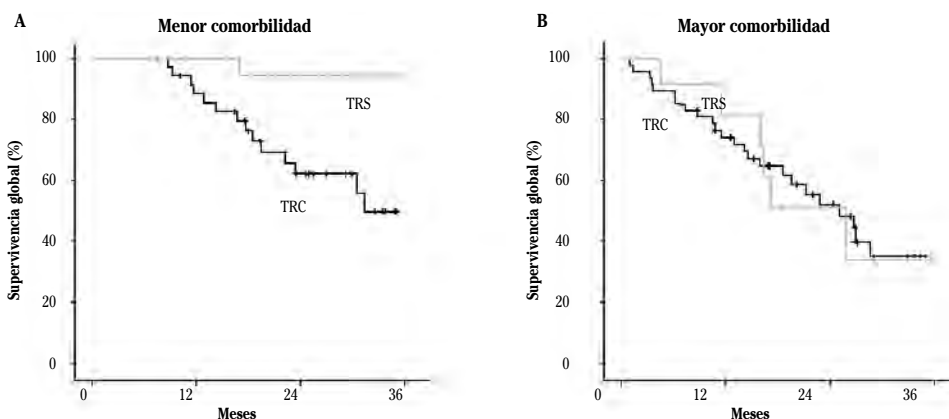 A
Menor comorbilidad
Supervivencia global (%)
100
80
60
40
20
0
TRS
TRC
0 12 24 36
Meses
B
Mayor comorbilidad
Supervivencia global (%)
100
80
60
40
20
0
TRS
TRC
0 12 24 36
Meses